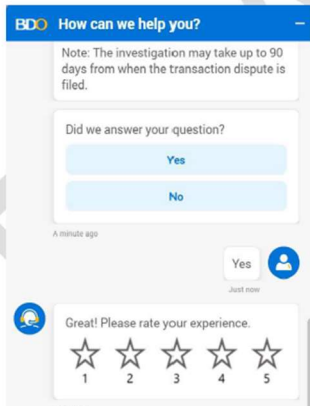 BDO How can we help you?
Note: The investigation may take up to 90
days from when the transaction dispute is
filed.
Did we answer your question?
Yes
No
A minute ago
Yes
Just now
Great! Please rate your experience.
1 2 3 4 5